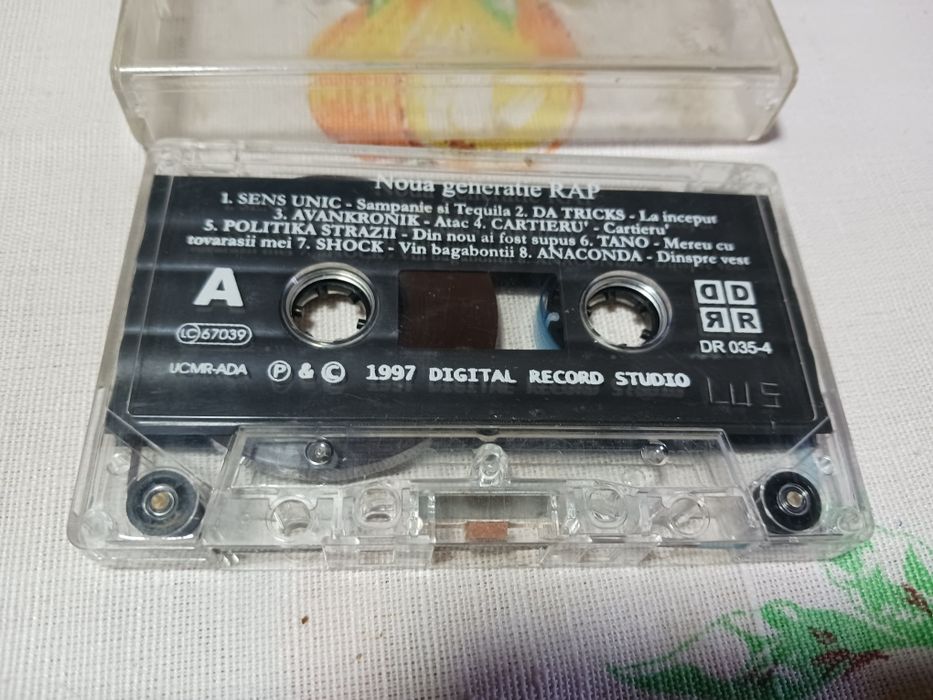 Noua generatie RAP
1. SENS UNIC - Sampanie si Tequila 2. DA TRICKS - La inceput
3. AVANKRONIK - Atac 4. CARTIERU' - Cartieru'
5. POLITIKA STRAZII - Din nou ai fost supus 6. TANO - Mereu cu
tovarasii mei 7. SHOCK - Vin bagabontii 8. ANACONDA - Dinspre vest
A
LC 67039
DD
RR
DR 035-4
UCMR-ADA Ⓟ & © 1997 DIGITAL RECORD STUDIO